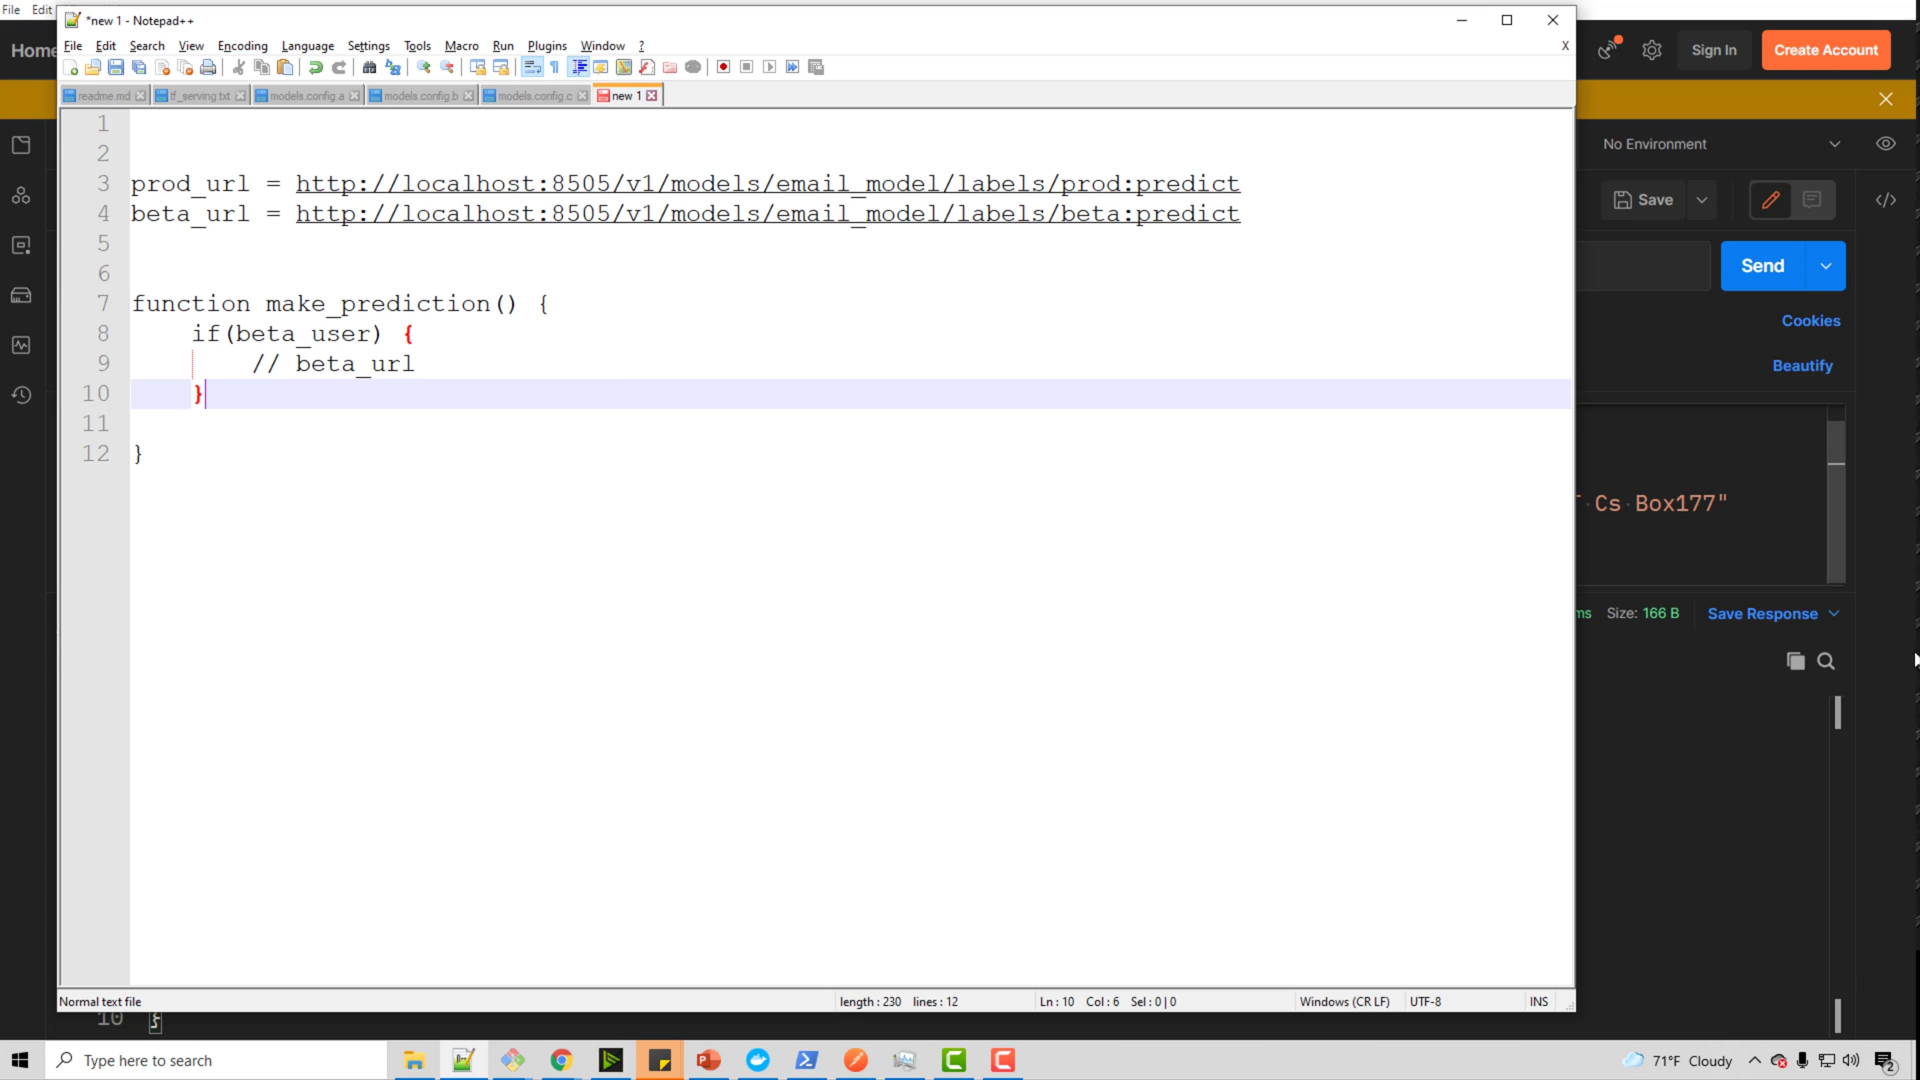 File Edit
*new 1 - Notepad++
File Edit Search View Encoding Language Settings Tools Macro Run Plugins Window ? X
Home
Sign In
Create Account
readme.md tf_serving.txt models.config.a models.config.b models.config.c new 1
No Environment
1
2
3 prod_url = http://localhost:8505/v1/models/email_model/labels/prod:predict
4 beta_url = http://localhost:8505/v1/models/email_model/labels/beta:predict
5
6
7 function make_prediction() {
8 if(beta_user) {
9 // beta_url
10 }
11
12 }
Save
Send
Cookies
Beautify
Cs Box177"
ms Size: 166 B Save Response
Normal text file length : 230 lines : 12 Ln : 10 Col : 6 Sel : 0 | 0 Windows (CR LF) UTF-8 INS
10 }
Type here to search
71°F Cloudy
2